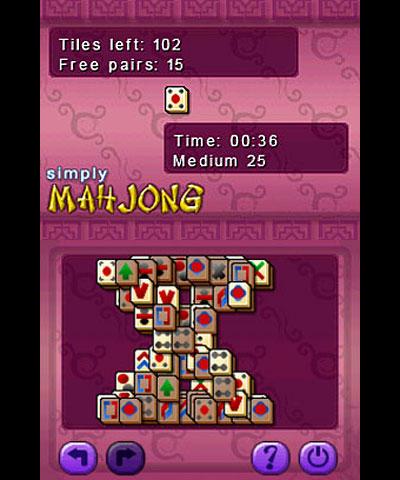 Tiles left: 102
Free pairs: 15
Time: 00:36
Medium 25
simply
MAHJONG
?